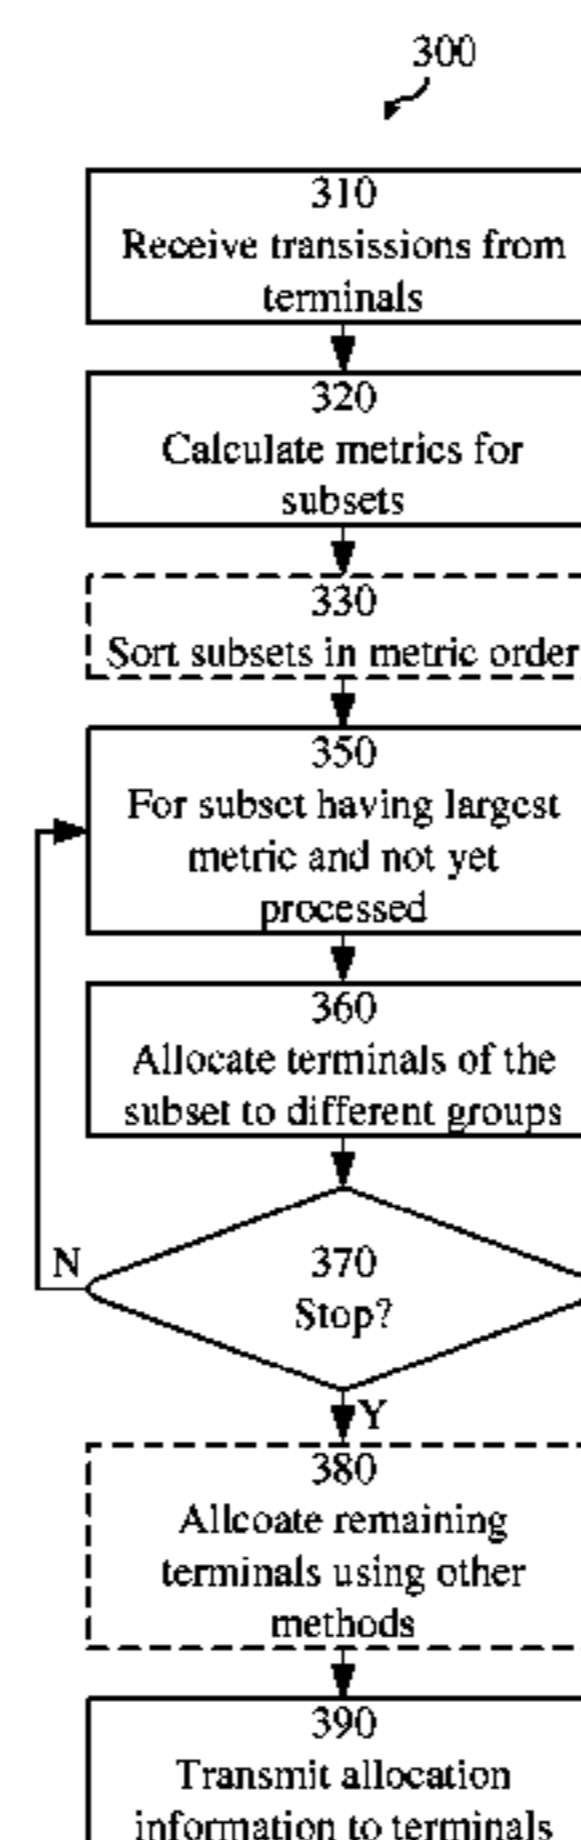 300
310
Receive transissions from
terminals
320
Calculate metrics for
subsets
330
Sort subsets in metric order
350
For subset having largest
metric and not yet
processed
360
Allocate terminals of the
subset to different groups
370
Stop?
N
Y
380
Allcoate remaining
terminals using other
methods
390
Transmit allocation
information to terminals